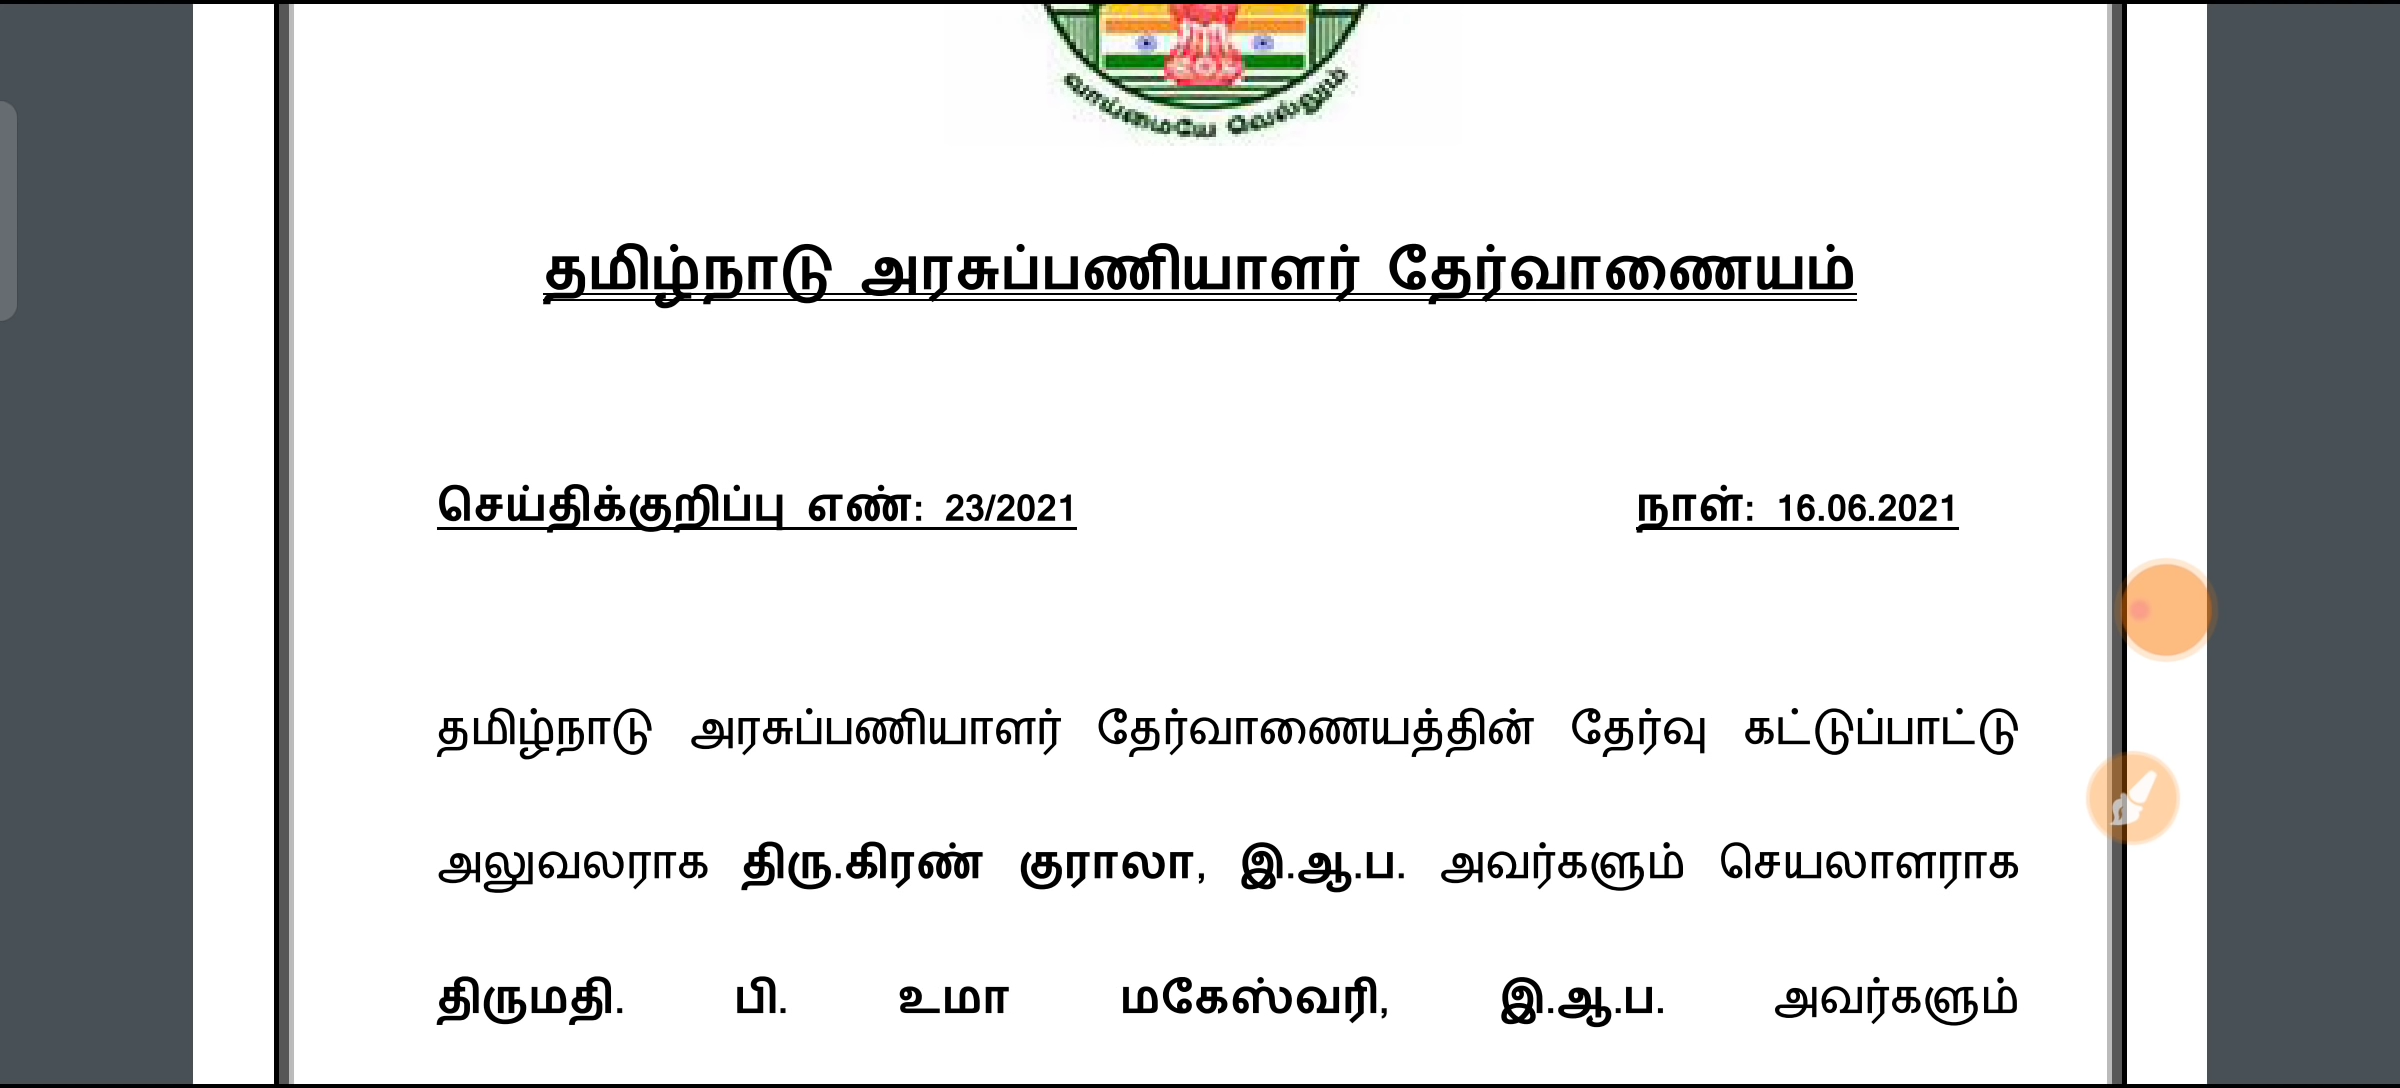 வாய்மையே வெல்லும்
தமிழ்நாடு அரசுப்பணியாளர் தேர்வாணையம்
செய்திக்குறிப்பு எண்: 23/2021 நாள்: 16.06.2021
தமிழ்நாடு அரசுப்பணியாளர் தேர்வாணையத்தின் தேர்வு கட்டுப்பாட்டு
அலுவலராக திரு.கிரண் குராலா, இ.ஆ.ப. அவர்களும் செயலாளராக
திருமதி. பி. உமா மகேஸ்வரி, இ.ஆ.ப. அவர்களும்